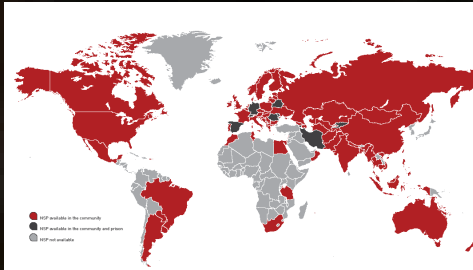 NSP available in the community
NSP available in the community and prison
NSP not available